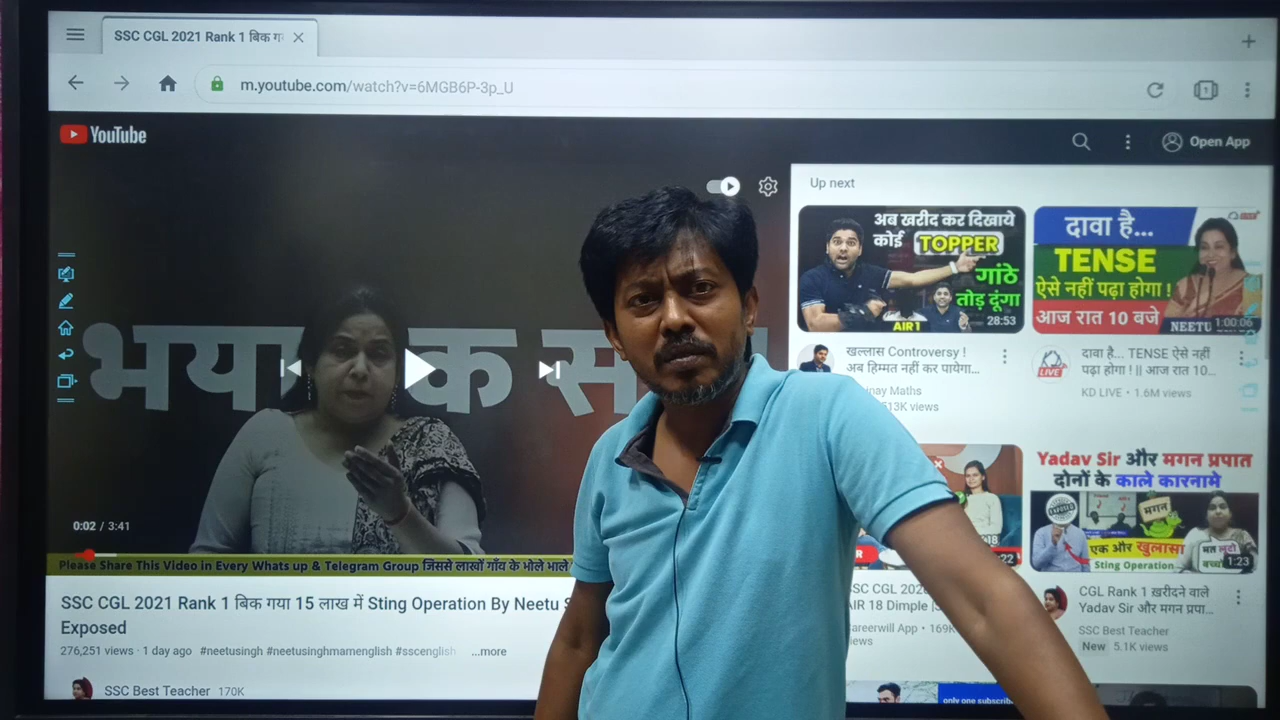 SSC CGL 2021 Rank 1 बिक ग
m.youtube.com/watch?v=6MGB6P-3p_U
YouTube
Open App
Up next
0:02 / 3:41
Please Share This Video in Every Whats up & Telegram Group जिससे लाखों गाँव के भोले भाले
SSC CGL 2021 Rank 1 बिक गया 15 लाख में Sting Operation By Neetu
Exposed
276,251 views · 1 day ago #neetusingh #neetusinghmamenglish #sscenglish ...more
SSC Best Teacher 170K
अब खरीद कर दिखाये
कोई TOPPER
गांठे
तोड़ दूंगा
AIR 1
28:53
खल्लास Controversy !
अब हिम्मत नहीं कर पायेगा...
Maths
513K views
दावा है...
TENSE
ऐसे नहीं पढ़ा होगा !
आज रात 10 बजे
NEETU
1:00:06
LIVE
दावा है... TENSE ऐसे नहीं
पढ़ा होगा ! || आज रात 10...
KD LIVE • 1.6M views
AIR 18 Dimple
Careerwill App • 169K
views
Yadav Sir और मगन प्रपात
दोनों के काले कारनामे
मगन
एक और खुलासा
Sting Operation
मत लूटो
बच्चो
1:23
CGL Rank 1 ख़रीदने वाले
Yadav Sir और मगन प्रपा...
SSC Best Teacher
New 5.1K views
only one subscribe